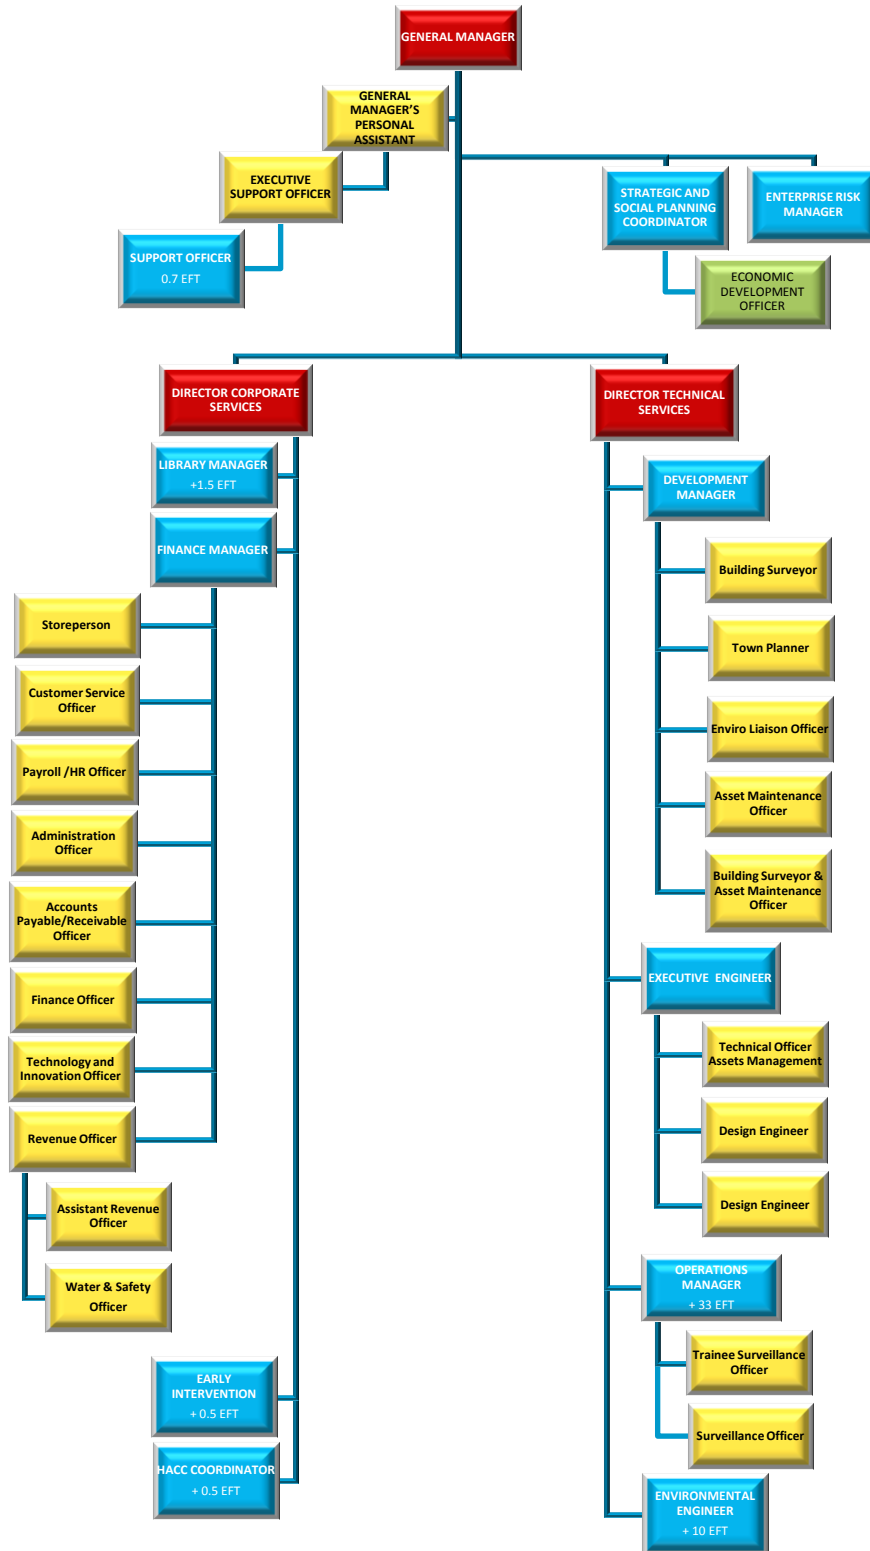 GENERAL MANAGER
GENERAL
MANAGER'S
PERSONAL
ASSISTANT
EXECUTIVE
SUPPORT OFFICER
SUPPORT OFFICER
0.7 EFT
STRATEGIC AND
SOCIAL PLANNING
COORDINATOR
ENTERPRISE RISK
MANAGER
ECONOMIC
DEVELOPMENT
OFFICER
DIRECTOR CORPORATE
SERVICES
LIBRARY MANAGER
+1.5 EFT
FINANCE MANAGER
Storeperson
Customer Service
Officer
Payroll /HR Officer
Administration
Officer
Accounts
Payable/Receivable
Officer
Finance Officer
Technology and
Innovation Officer
Revenue Officer
Assistant Revenue
Officer
Water & Safety
Officer
EARLY
INTERVENTION
+ 0.5 EFT
HACC COORDINATOR
+ 0.5 EFT
DIRECTOR TECHNICAL
SERVICES
DEVELOPMENT
MANAGER
Building Surveyor
Town Planner
Enviro Liaison Officer
Asset Maintenance
Officer
Building Surveyor &
Asset Maintenance
Officer
EXECUTIVE ENGINEER
Technical Officer
Assets Management
Design Engineer
Design Engineer
OPERATIONS
MANAGER
+ 33 EFT
Trainee Surveillance
Officer
Surveillance Officer
ENVIRONMENTAL
ENGINEER
+ 10 EFT